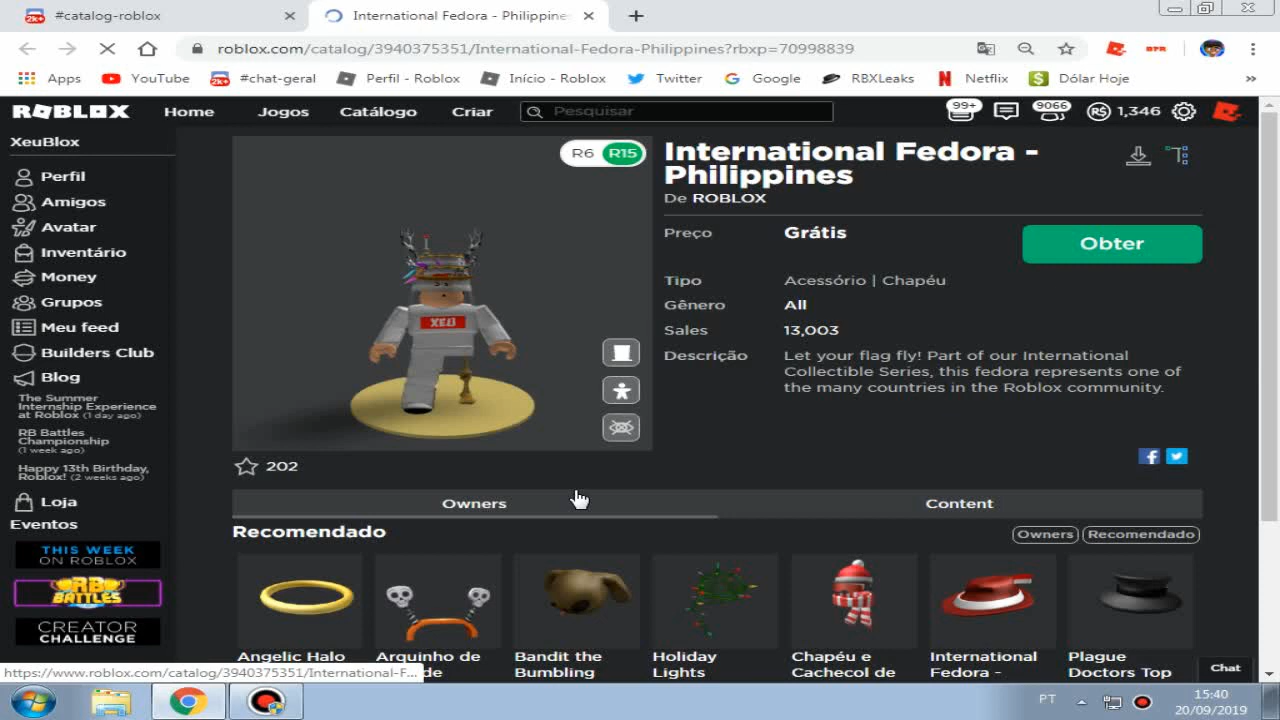 #catalog-roblox
International Fedora - Philippine
roblox.com/catalog/3940375351/International-Fedora-Philippines?rbxp=70998839
Apps
YouTube
#chat-geral
Perfil - Roblox
Início - Roblox
Twitter
Google
RBXLeaks
Netflix
Dólar Hoje
»
ROBLOX
Home
Jogos
Catálogo
Criar
Pesquisar
99+
9066
1,346
XeuBlox
Perfil
Amigos
Avatar
Inventário
Money
Grupos
Meu feed
Builders Club
Blog
The Summer
Internship Experience
at Roblox (1 day ago)
RB Battles
Championship
(1 week ago)
Happy 13th Birthday,
Roblox! (2 weeks ago)
Loja
Eventos
THIS WEEK
ON ROBLOX
RB
BATTLES
CREATOR
CHALLENGE
R6 R15
XEU
202
International Fedora -
Philippines
De ROBLOX
Preço
Grátis
Obter
Tipo
Acessório | Chapéu
Gênero
All
Sales
13,003
Descrição
Let your flag fly! Part of our International
Collectible Series, this fedora represents one of
the many countries in the Roblox community.
Owners
Content
Recomendado
Owners
Recomendado
Angelic Halo
Arquinho de
de
Bandit the
Bumbling
Holiday
Lights
Chapéu e
Cachecol de
International
Fedora -
Plague
Doctors Top
Chat
https://www.roblox.com/catalog/3940375351/International-F...
PT
15:40
20/09/2019